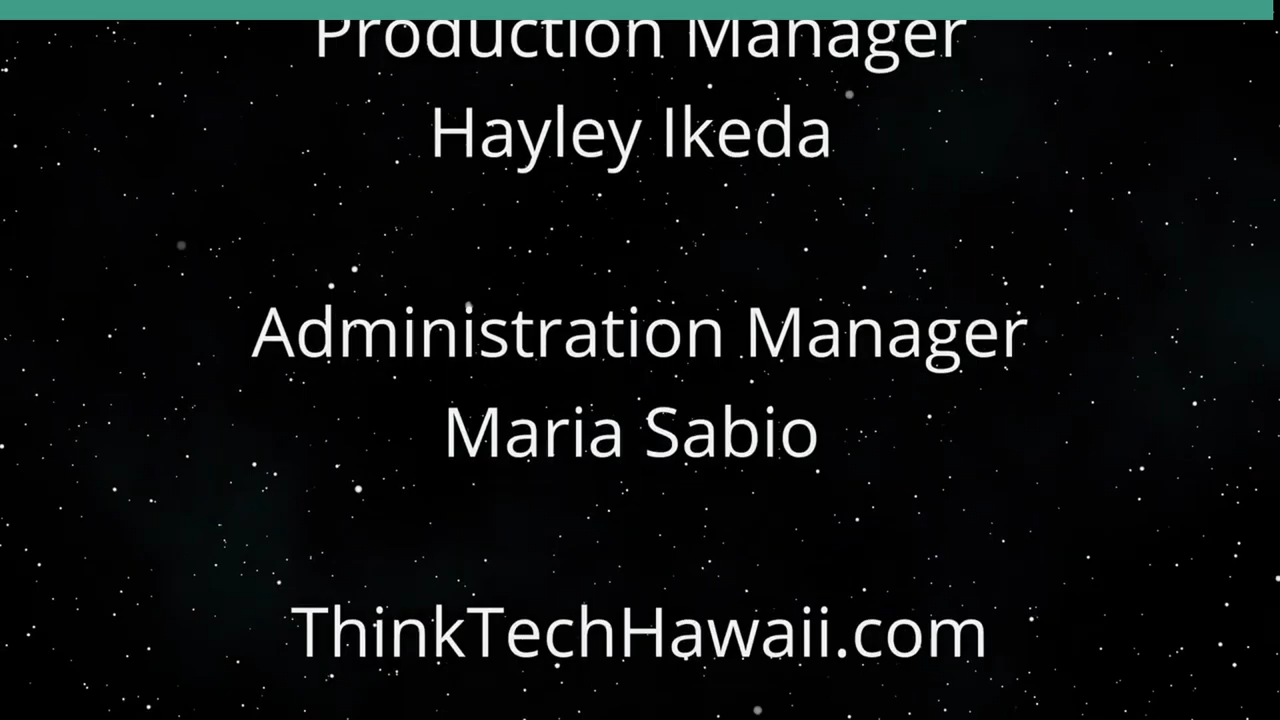 Production Manager
Hayley Ikeda
Administration Manager
Maria Sabio
ThinkTechHawaii.com